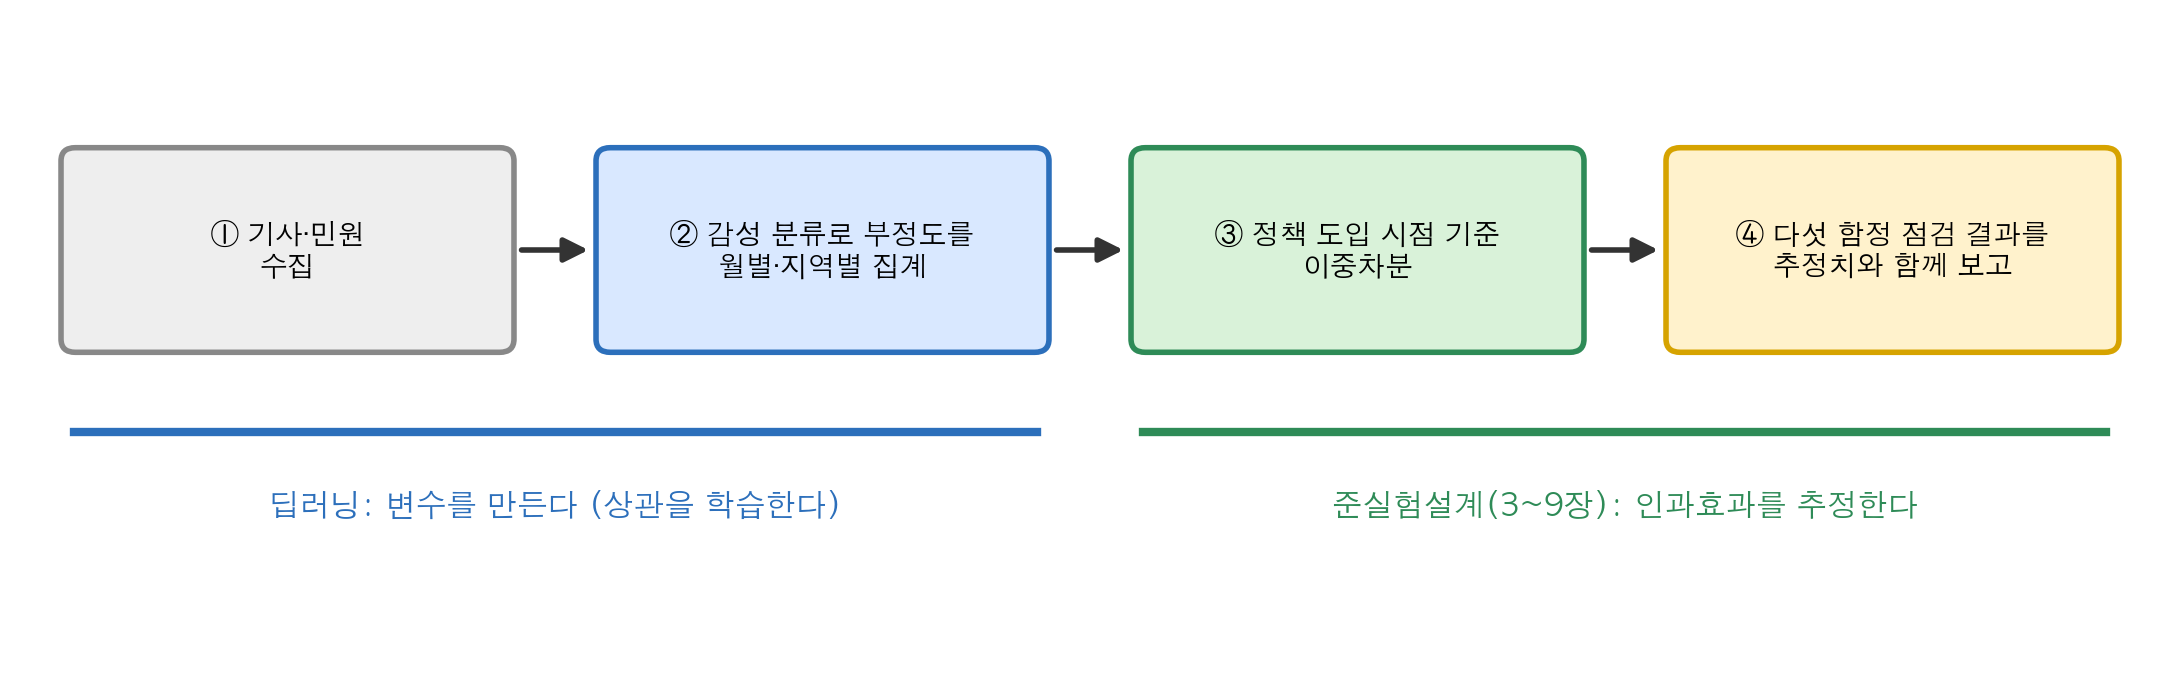 ① 기사·민원
수집
② 감성 분류로 부정도를
월별·지역별 집계
③ 정책 도입 시점 기준
이중차분
④ 다섯 함정 점검 결과를
추정치와 함께 보고
딥러닝: 변수를 만든다 (상관을 학습한다)
준실험설계(3~9장): 인과효과를 추정한다